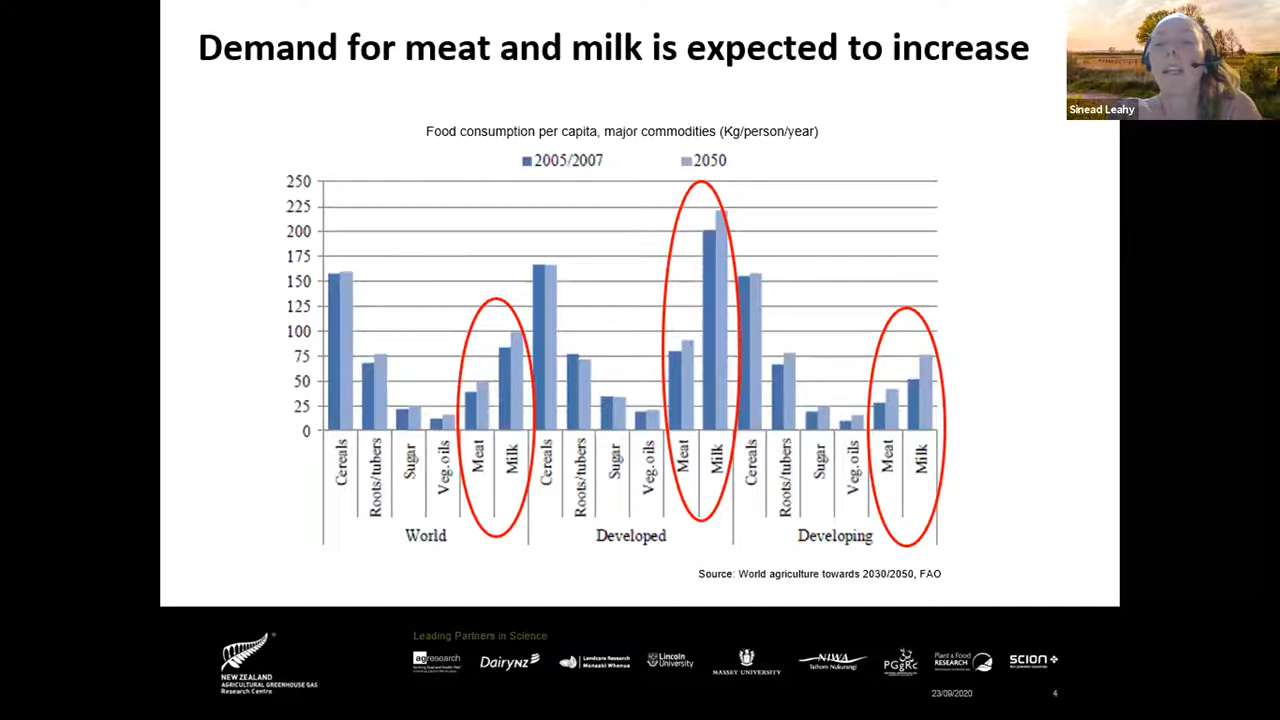 Demand for meat and milk is expected to increase
Sinead Leahy
Food consumption per capita, major commodities (Kg/person/year)
2005/2007 2050
250
225
200
175
150
125
100
75
50
25
0
Cereals Roots/tubers Sugar Veg.oils Meat Milk Cereals Roots/tubers Sugar Veg.oils Meat Milk Cereals Roots/tubers Sugar Veg.oils Meat Milk
World Developed Developing
Source: World agriculture towards 2030/2050, FAO
Leading Partners in Science
NEW ZEALAND
AGRICULTURAL GREENHOUSE GAS
Research Centre
agresearch
DairyNZ
Landcare Research
Manaaki Whenua
Lincoln
University
MASSEY UNIVERSITY
NIWA
Taihoro Nukurangi
PGgRc
Plant & Food
RESEARCH
SCION
23/09/2020 4